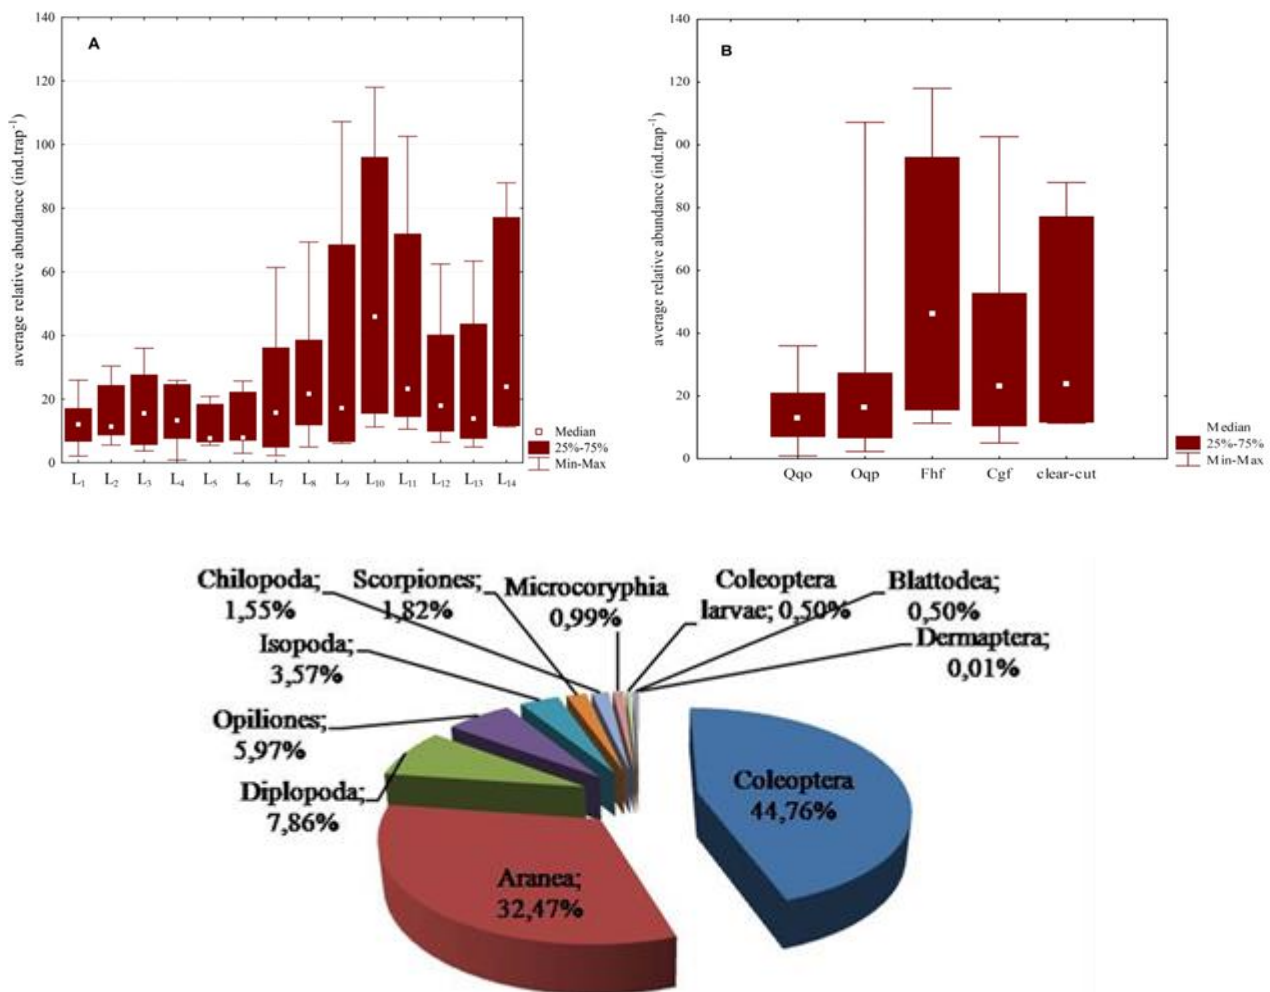 A
average relative abundance (ind.trap⁻¹)
140
120
100
80
60
40
20
0
L₁ L₂ L₃ L₄ L₅ L₆ L₇ L₈ L₉ L₁₀ L₁₁ L₁₂ L₁₃ L₁₄
Median
25%-75%
Min-Max
B
average relative abundance (ind.trap⁻¹)
140
120
00
80
60
40
20
0
Qqo Oqp Fhf Cgf clear-cut
Median
25%-75%
Min-Max
Chilopoda;
1,55%
Scorpiones;
1,82%
Microcoryphia
0,99%
Coleoptera
larvae; 0,50%
Blattodea;
0,50%
Dermaptera;
0,01%
Isopoda;
3,57%
Opiliones;
5,97%
Diplopoda;
7,86%
Coleoptera
44,76%
Aranea;
32,47%